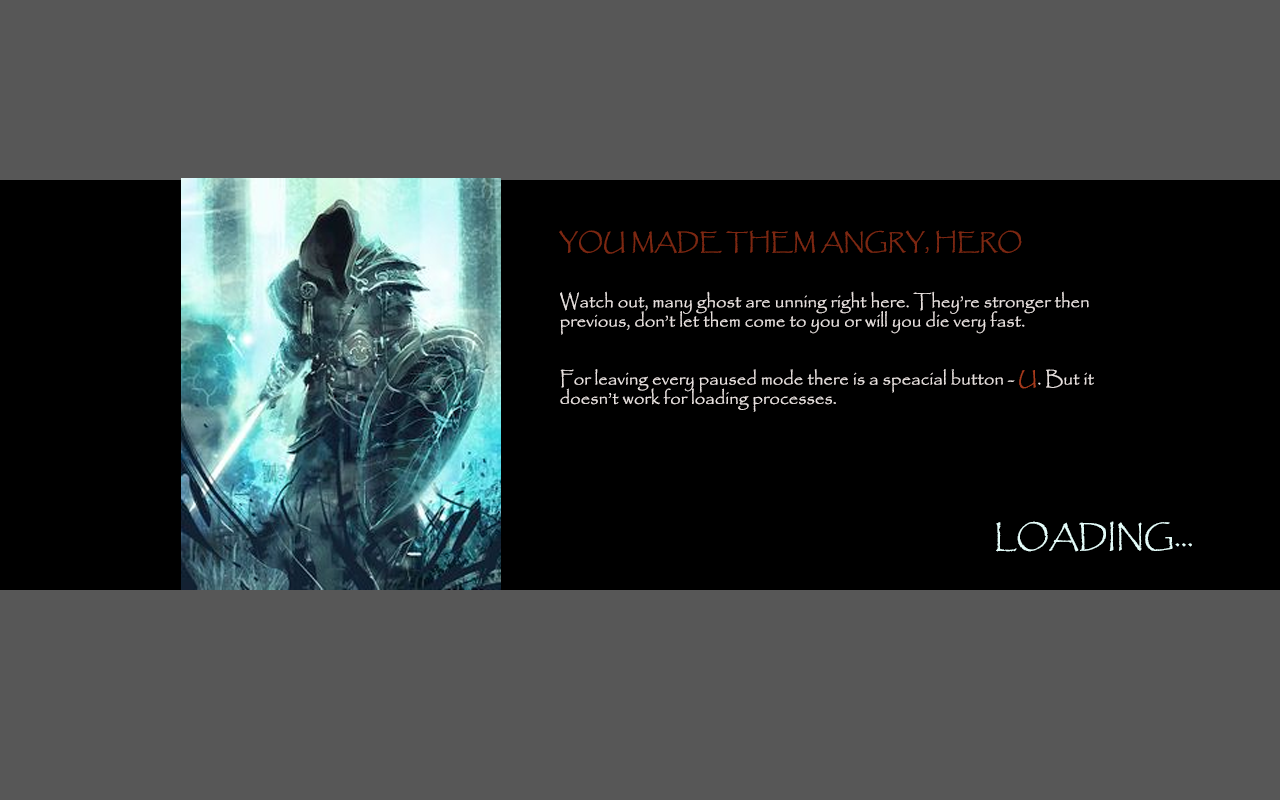 YOU MADE THEM ANGRY, HERO
Watch out, many ghost are unning right here. They're stronger then
previous, don't let them come to you or will you die very fast.
For leaving every paused mode there is a speacial button - U. But it
doesn't work for loading processes.
LOADING...